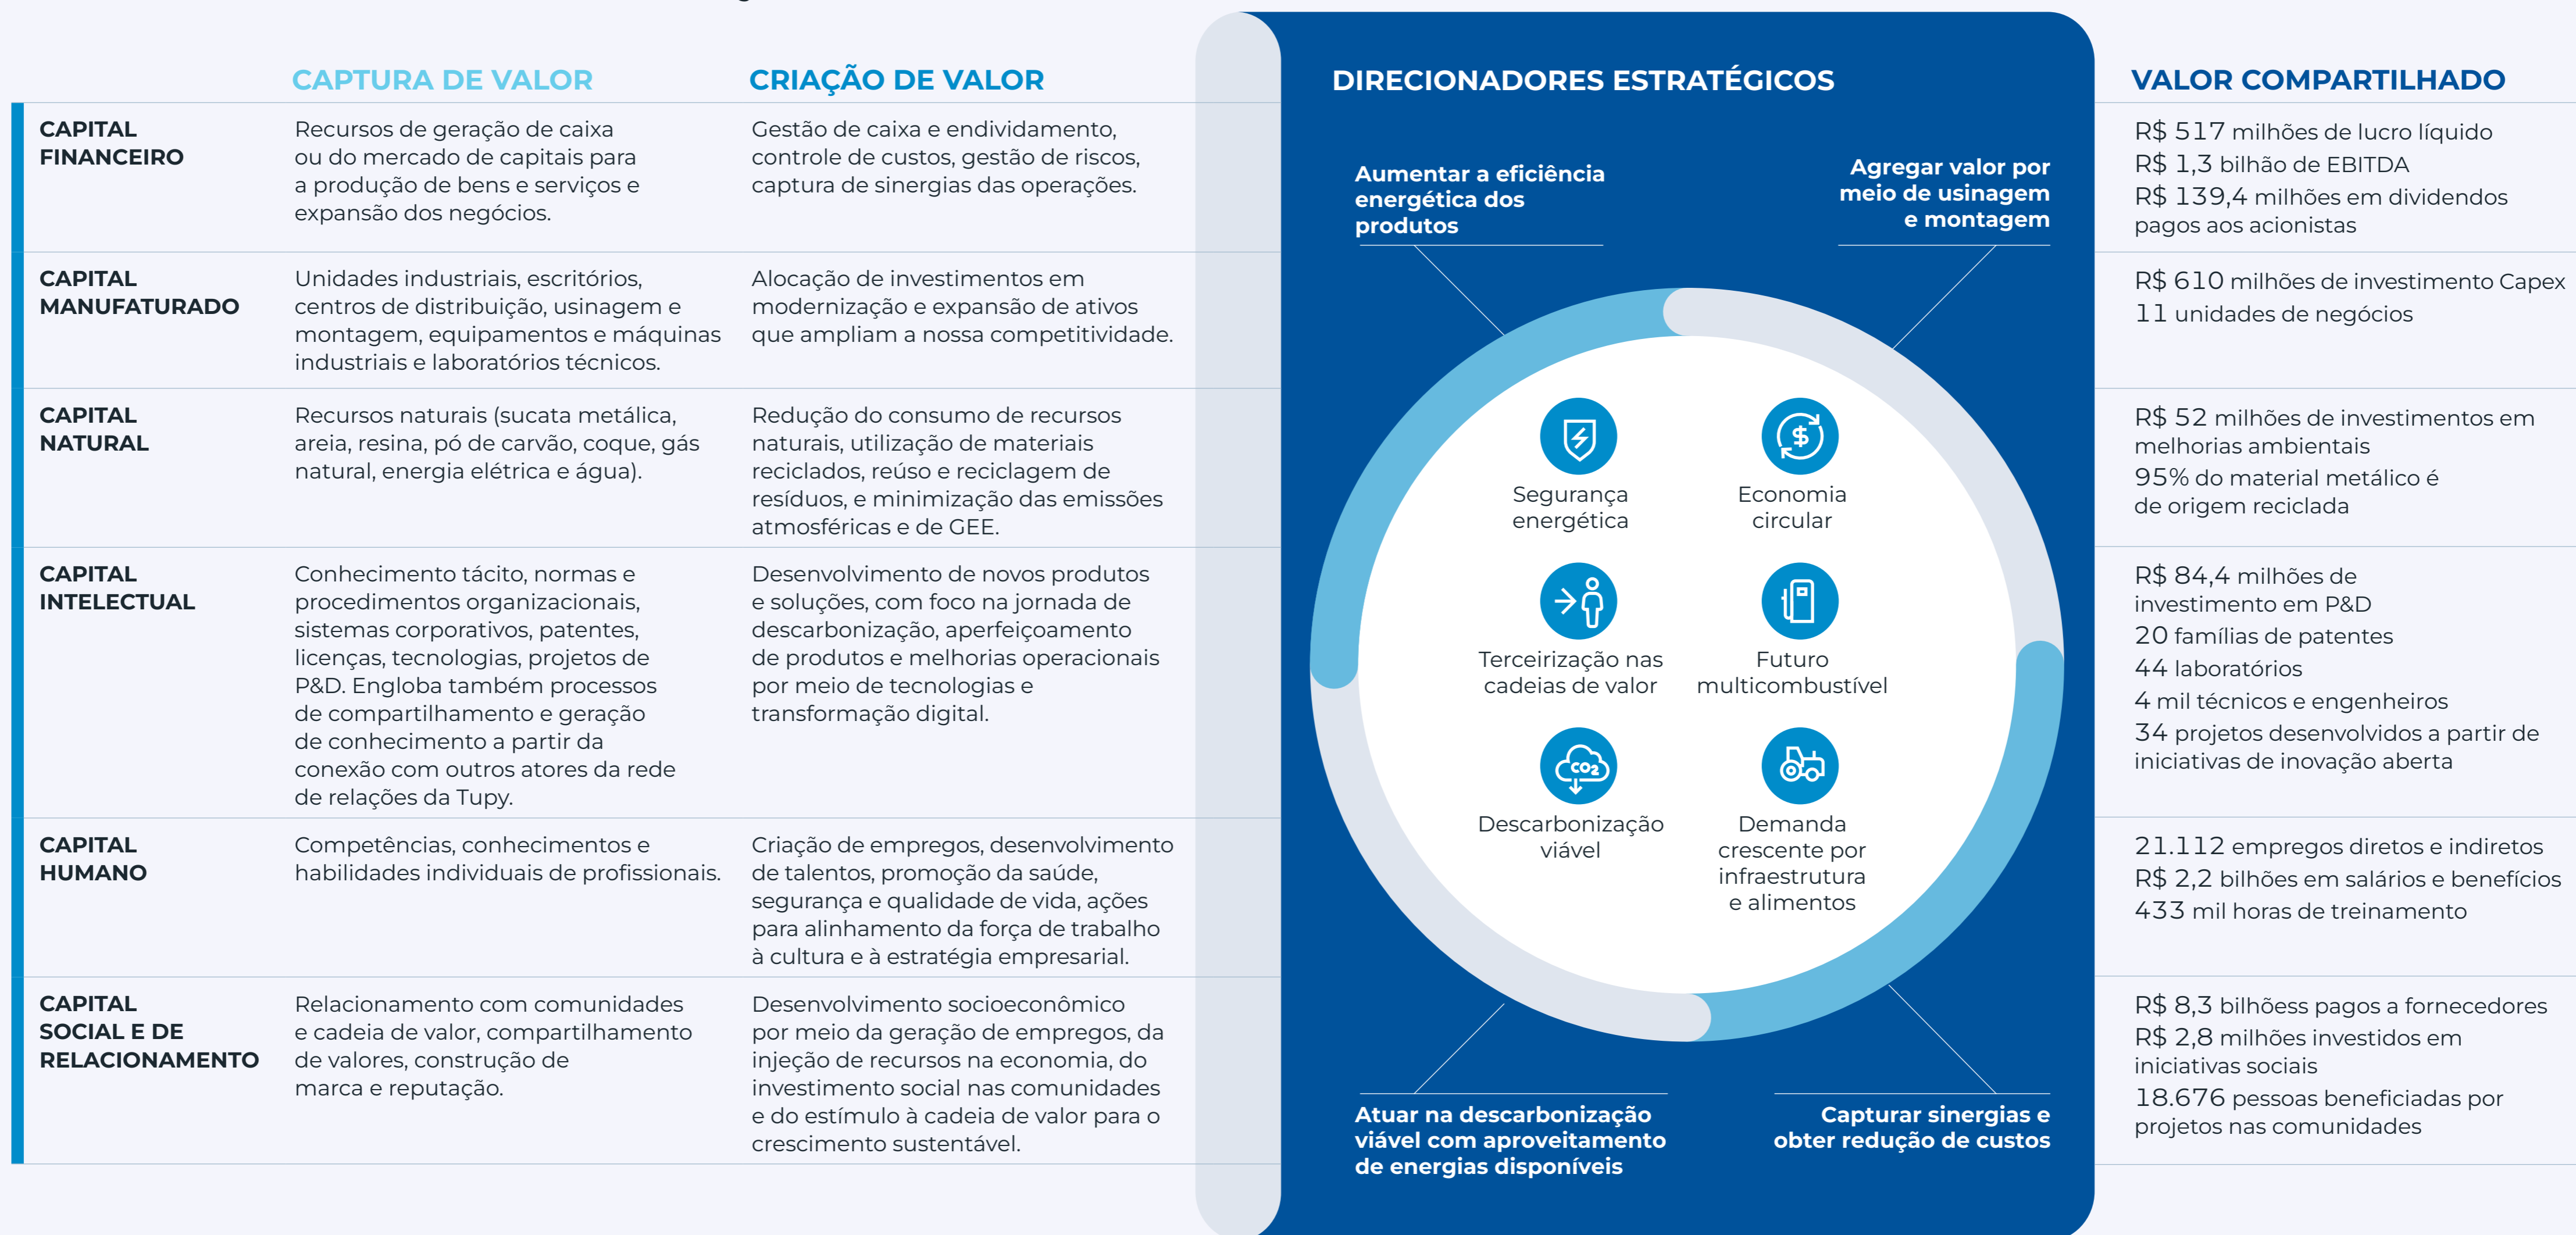 CAPTURA DE VALOR
CRIAÇÃO DE VALOR
DIRECIONADORES ESTRATÉGICOS
VALOR COMPARTILHADO
CAPITAL
FINANCEIRO
Recursos de geração de caixa
ou do mercado de capitais para
a produção de bens e serviços e
expansão dos negócios.
Gestão de caixa e endividamento,
controle de custos, gestão de riscos,
captura de sinergias das operações.
R$ 517 milhões de lucro líquido
R$ 1,3 bilhão de EBITDA
R$ 139,4 milhões em dividendos
pagos aos acionistas
CAPITAL
MANUFATURADO
Unidades industriais, escritórios,
centros de distribuição, usinagem e
montagem, equipamentos e máquinas
industriais e laboratórios técnicos.
Alocação de investimentos em
modernização e expansão de ativos
que ampliam a nossa competitividade.
R$ 610 milhões de investimento Capex
11 unidades de negócios
CAPITAL
NATURAL
Recursos naturais (sucata metálica,
areia, resina, pó de carvão, coque, gás
natural, energia elétrica e água).
Redução do consumo de recursos
naturais, utilização de materiais
reciclados, reúso e reciclagem de
resíduos, e minimização das emissões
atmosféricas e de GEE.
R$ 52 milhões de investimentos em
melhorias ambientais
95% do material metálico é
de origem reciclada
CAPITAL
INTELECTUAL
Conhecimento tácito, normas e
procedimentos organizacionais,
sistemas corporativos, patentes,
licenças, tecnologias, projetos de
P&D. Engloba também processos
de compartilhamento e geração
de conhecimento a partir da
conexão com outros atores da rede
de relações da Tupy.
Desenvolvimento de novos produtos
e soluções, com foco na jornada de
descarbonização, aperfeiçoamento
de produtos e melhorias operacionais
por meio de tecnologias e
transformação digital.
R$ 84,4 milhões de
investimento em P&D
20 famílias de patentes
44 laboratórios
4 mil técnicos e engenheiros
34 projetos desenvolvidos a partir de
iniciativas de inovação aberta
CAPITAL
HUMANO
Competências, conhecimentos e
habilidades individuais de profissionais.
Criação de empregos, desenvolvimento
de talentos, promoção da saúde,
segurança e qualidade de vida, ações
para alinhamento da força de trabalho
à cultura e à estratégia empresarial.
21.112 empregos diretos e indiretos
R$ 2,2 bilhões em salários e benefícios
433 mil horas de treinamento
CAPITAL
SOCIAL E DE
RELACIONAMENTO
Relacionamento com comunidades
e cadeia de valor, compartilhamento
de valores, construção de
marca e reputação.
Desenvolvimento socioeconômico
por meio da geração de empregos, da
injeção de recursos na economia, do
investimento social nas comunidades
e do estímulo à cadeia de valor para o
crescimento sustentável.
R$ 8,3 bilhõess pagos a fornecedores
R$ 2,8 milhões investidos em
iniciativas sociais
18.676 pessoas beneficiadas por
projetos nas comunidades
Aumentar a eficiência
energética dos
produtos
Agregar valor por
meio de usinagem
e montagem
Segurança
energética
Economia
circular
Terceirização nas
cadeias de valor
Futuro
multicombustível
CO2
Descarbonização
viável
Demanda
crescente por
infraestrutura
e alimentos
Atuar na descarbonização
viável com aproveitamento
de energias disponíveis
Capturar sinergias e
obter redução de custos